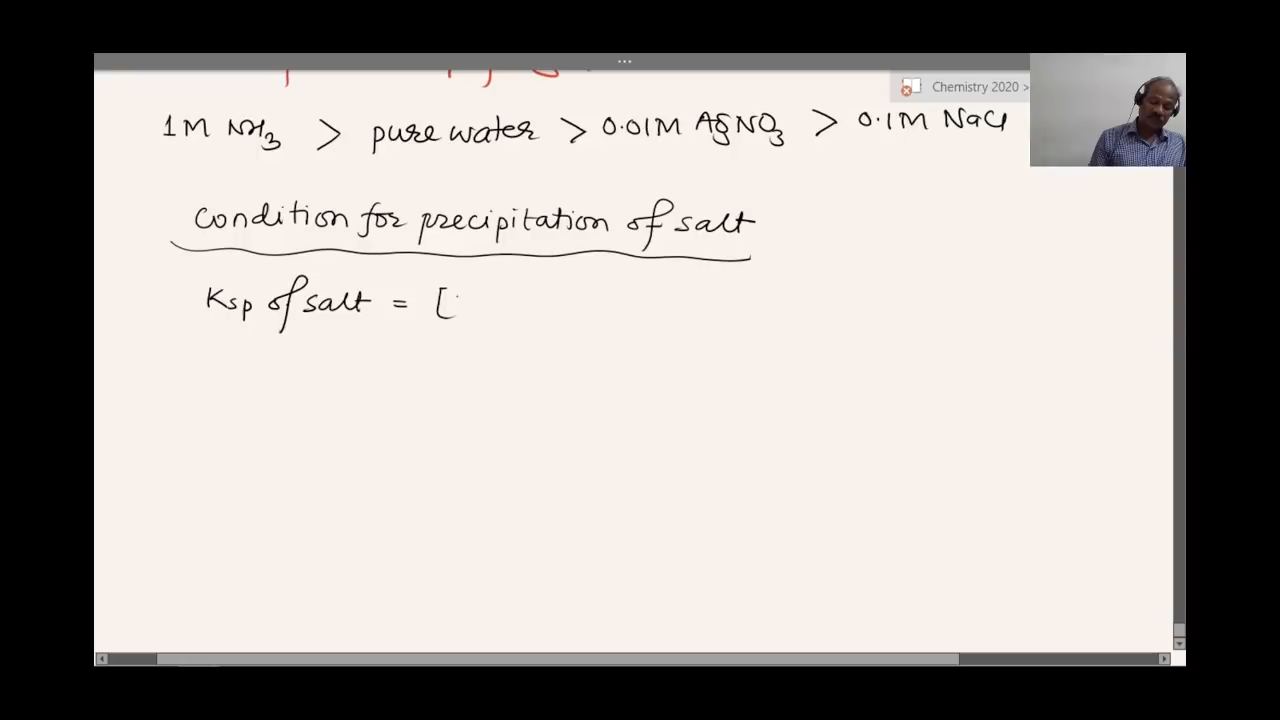 Chemistry 2020 >
1M NH3 > pure water > 0.01M AgNO3 > 0.1M NaCl
condition for precipitation of salt
Ksp of salt = [